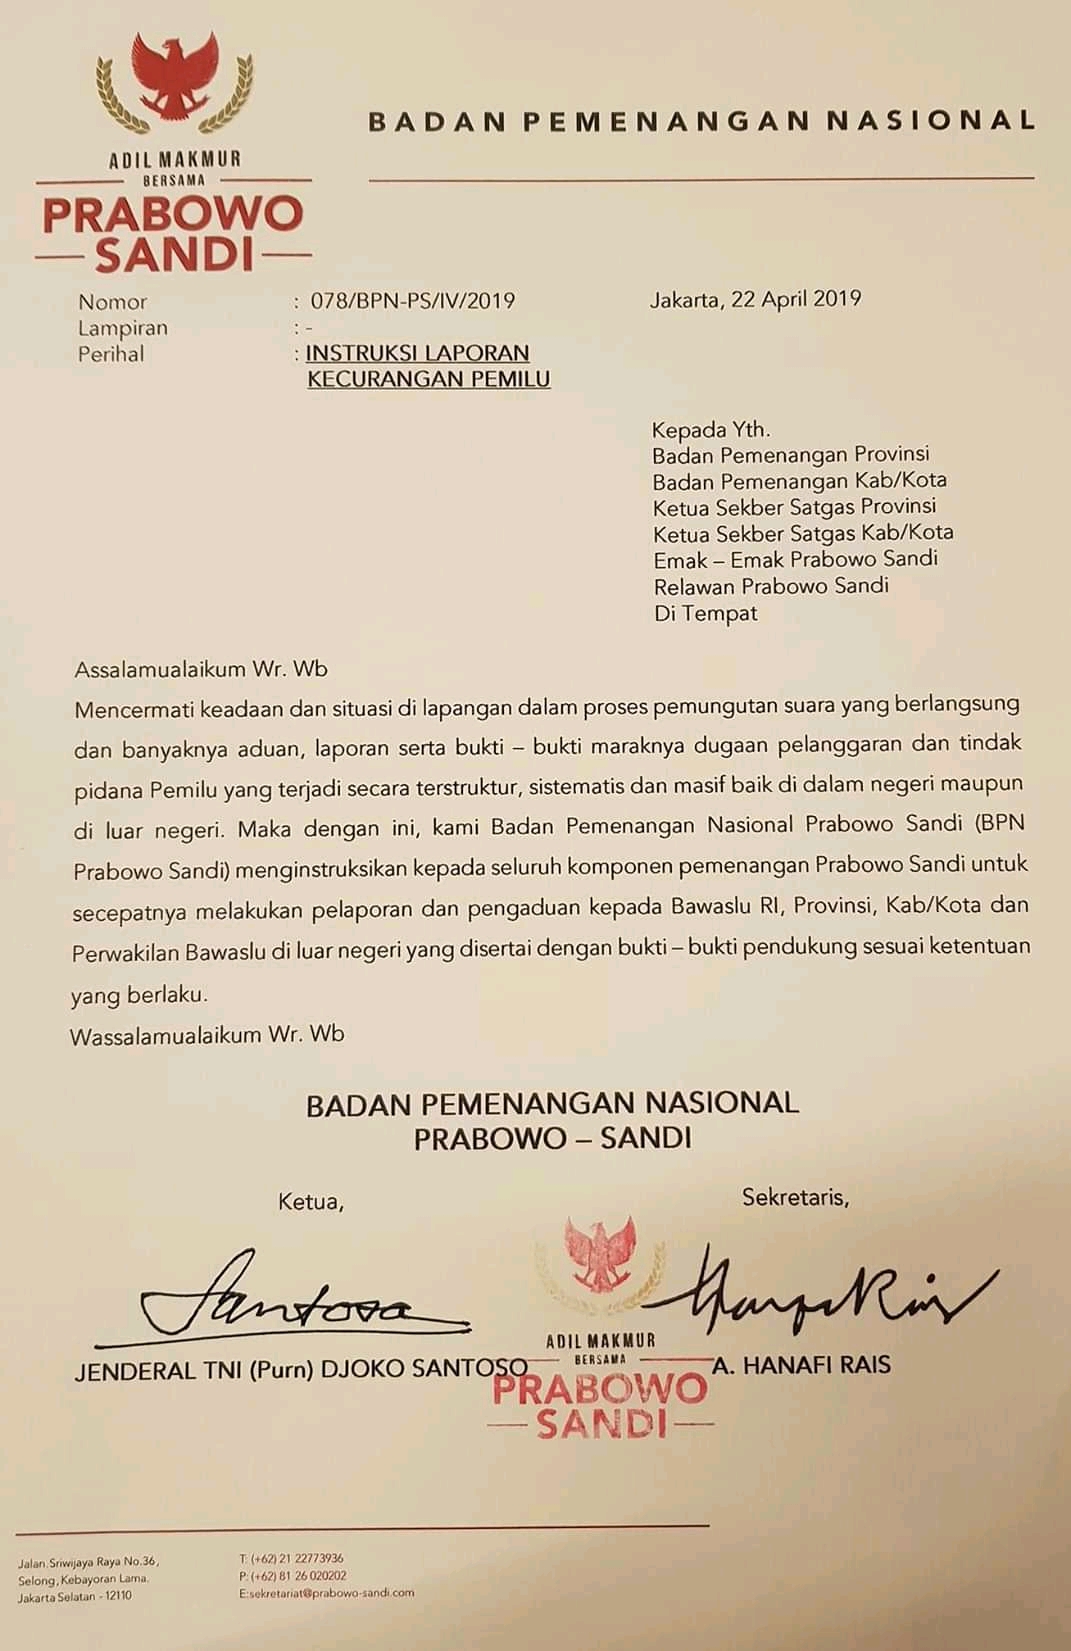 BADAN PEMENANGAN NASIONAL
ADIL MAKMUR
BERSAMA
PRABOWO
SANDI
Nomor : 078/BPN-PS/IV/2019
Jakarta, 22 April 2019
Lampiran : -
Perihal : INSTRUKSI LAPORAN
KECURANGAN PEMILU
Kepada Yth.
Badan Pemenangan Provinsi
Badan Pemenangan Kab/Kota
Ketua Sekber Satgas Provinsi
Ketua Sekber Satgas Kab/Kota
Emak – Emak Prabowo Sandi
Relawan Prabowo Sandi
Di Tempat
Assalamualaikum Wr. Wb
Mencermati keadaan dan situasi di lapangan dalam proses pemungutan suara yang berlangsung
dan banyaknya aduan, laporan serta bukti – bukti maraknya dugaan pelanggaran dan tindak
pidana Pemilu yang terjadi secara terstruktur, sistematis dan masif baik di dalam negeri maupun
di luar negeri. Maka dengan ini, kami Badan Pemenangan Nasional Prabowo Sandi (BPN
Prabowo Sandi) menginstruksikan kepada seluruh komponen pemenangan Prabowo Sandi untuk
secepatnya melakukan pelaporan dan pengaduan kepada Bawaslu RI, Provinsi, Kab/Kota dan
Perwakilan Bawaslu di luar negeri yang disertai dengan bukti – bukti pendukung sesuai ketentuan
yang berlaku.
Wassalamualaikum Wr. Wb
BADAN PEMENANGAN NASIONAL
PRABOWO – SANDI
Ketua,
Sekretaris,
Santosa
ADIL MAKMUR
BERSAMA
PRABOWO
SANDI
JENDERAL TNI (Purn) DJOKO SANTOSO
A. HANAFI RAIS
Jalan Sriwijaya Raya No.36,
Selong, Kebayoran Lama.
Jakarta Selatan - 12110
T: (+62) 21 22773936
P: (+62) 81 26 020202
E:sekretariat@prabowo-sandi.com